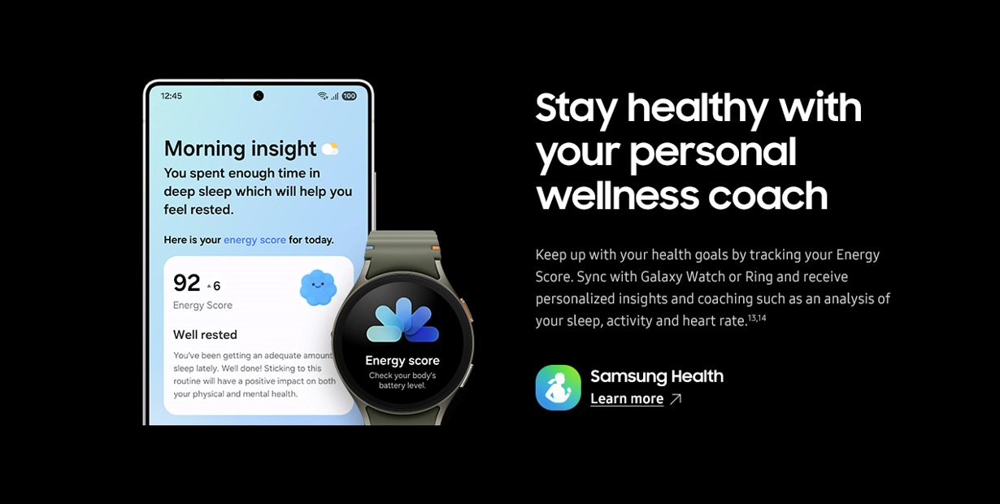 12:45
100
Morning insight
You spent enough time in
deep sleep which will help you
feel rested.
Here is your energy score for today.
92 6
Energy Score
Well rested
You've been getting an adequate amount
sleep lately. Well done! Sticking to this
routine will have a positive impact on both
your physical and mental health.
Energy score
Check your body's
battery level.
Stay healthy with
your personal
wellness coach
Keep up with your health goals by tracking your Energy
Score. Sync with Galaxy Watch or Ring and receive
personalized insights and coaching such as an analysis of
your sleep, activity and heart rate.13,14
Samsung Health
Learn more